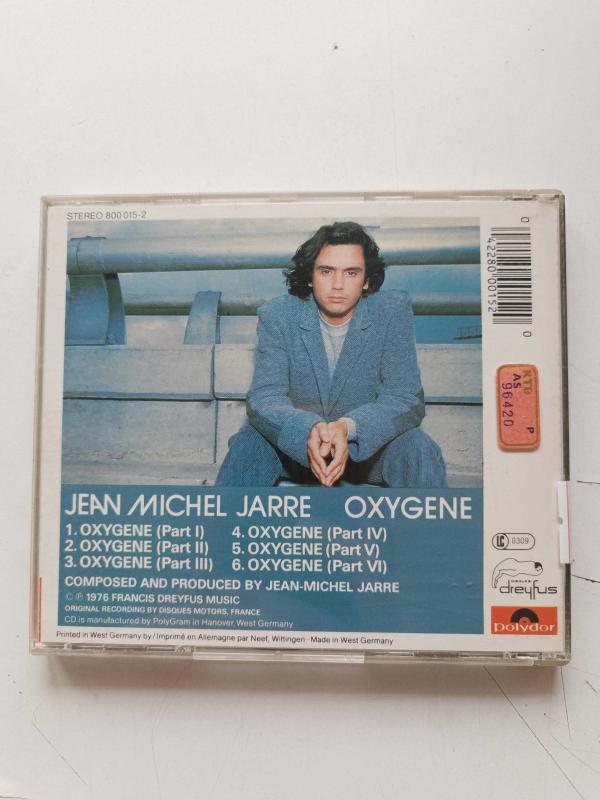 STEREO 800 015-2
0
42280 00152
0
KTG
AS
P
96420
JEAN MICHEL JARRE OXYGENE
1. OXYGENE (Part I) 4. OXYGENE (Part IV)
2. OXYGENE (Part II) 5. OXYGENE (Part V)
3. OXYGENE (Part III) 6. OXYGENE (Part VI)
COMPOSED AND PRODUCED BY JEAN-MICHEL JARRE
© ℗ 1976 FRANCIS DREYFUS MUSIC
ORIGINAL RECORDING BY DISQUES MOTORS, FRANCE
CD is manufactured by PolyGram in Hanover, West Germany
Printed in West Germany by / Imprimé en Allemagne par Neef, Wittingen · Made in West Germany
LC 0309
DISQUES
dreyfus
polydor